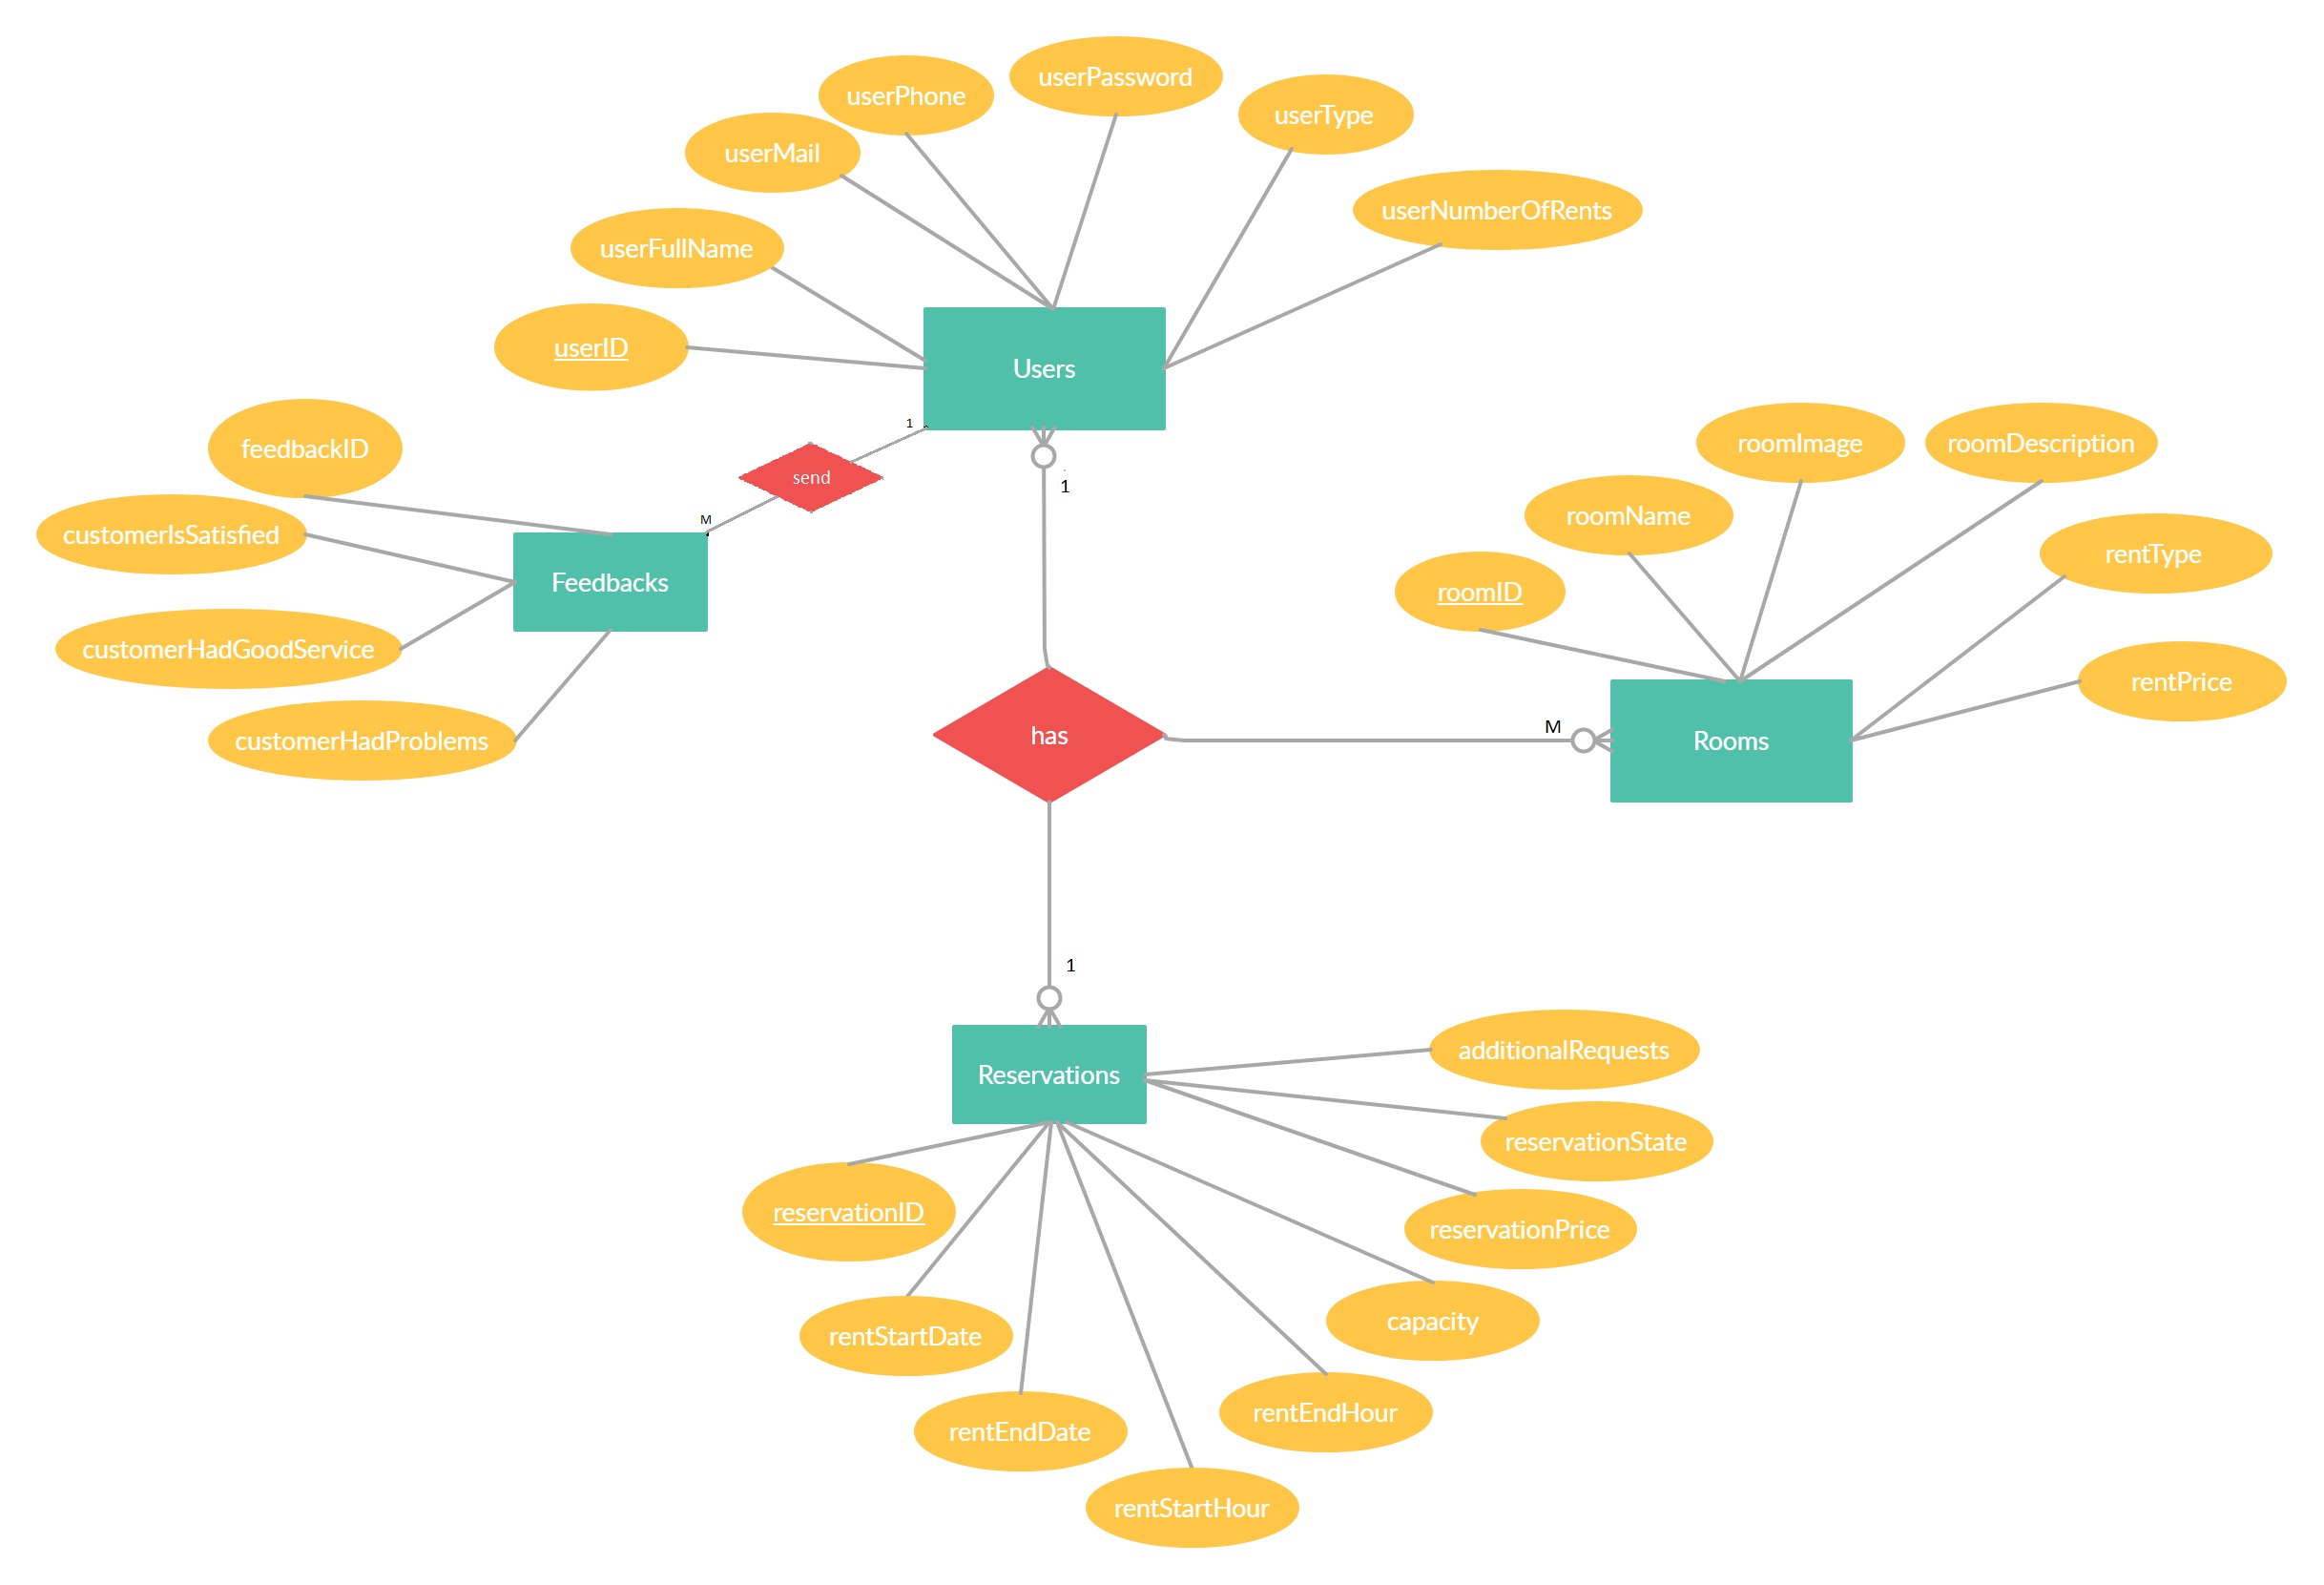 userPassword
userPhone
userType
userMail
userNumberOfRents
userFullName
userID
Users
1
feedbackID
send
M
customerIsSatisfied
Feedbacks
customerHadGoodService
customerHadProblems
1
roomImage
roomDescription
roomName
rentType
roomID
rentPrice
has
M
Rooms
1
Reservations
additionalRequests
reservationState
reservationID
reservationPrice
capacity
rentStartDate
rentEndHour
rentEndDate
rentStartHour